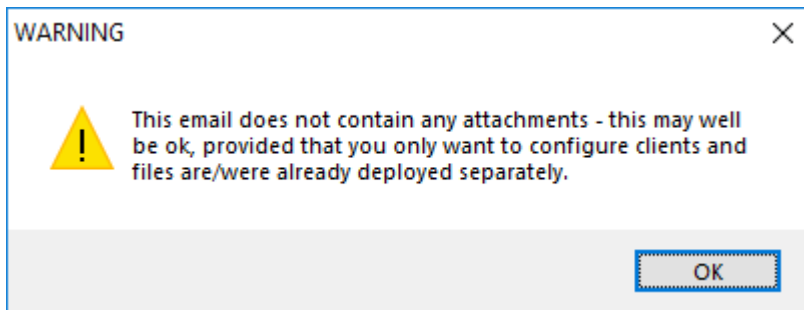 WARNING
This email does not contain any attachments - this may well
be ok, provided that you only want to configure clients and
files are/were already deployed separately.
OK